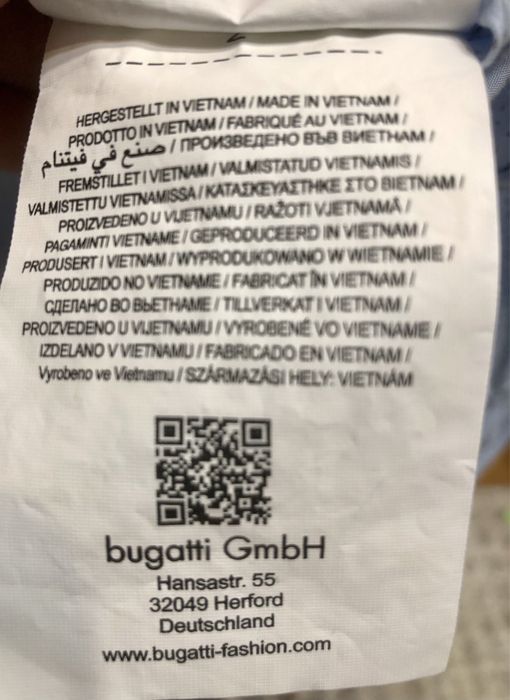 HERGESTELLT IN VIETNAM / MADE IN VIETNAM /
PRODOTTO IN VIETNAM / FABRIQUÉ AU VIETNAM /
صنع في فيتنام / ПРОИЗВЕДЕНО ВЪВ ВИЕТНАМ /
FREMSTILLET I VIETNAM / VALMISTATUD VIETNAMIS /
VALMISTETTU VIETNAMISSA / ΚΑΤΑΣΚΕΥΑΣΤΗΚΕ ΣΤΟ ΒΙΕΤΝΑΜ /
PROIZVEDENO U VIJETNAMU / RAŽOTI VJETNAMĀ /
PAGAMINTI VIETNAME / GEPRODUCEERD IN VIETNAM /
PRODUSERT I VIETNAM / WYPRODUKOWANO W WIETNAMIE /
PRODUZIDO NO VIETNAME / FABRICAT ÎN VIETNAM /
СДЕЛАНО ВО ВЬЕТНАМЕ / TILLVERKAT I VIETNAM /
PROIZVEDENO U VIJETNAMU / VYROBENÉ VO VIETNAME /
IZDELANO V VIETNAMU / FABRICADO EN VIETNAM /
Vyrobeno ve Vietnamu / SZÁRMAZÁSI HELY: VIETNÁM
bugatti GmbH
Hansastr. 55
32049 Herford
Deutschland
www.bugatti-fashion.com